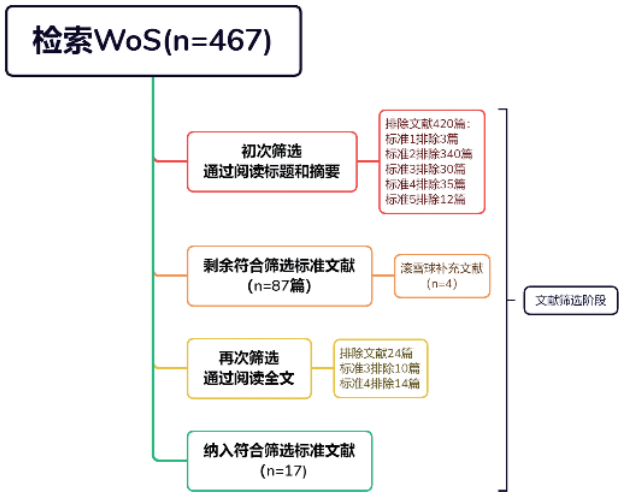 检索WoS(n=467)
初次筛选
通过阅读标题和摘要
排除文献420篇：
标准1排除3篇
标准2排除340篇
标准3排除30篇
标准4排除35篇
标准5排除12篇
剩余符合筛选标准文献
(n=87篇)
滚雪球补充文献
(n=4)
文献筛选阶段
再次筛选
通过阅读全文
排除文献24篇
标准3排除10篇
标准4排除14篇
纳入符合筛选标准文献
(n=17)